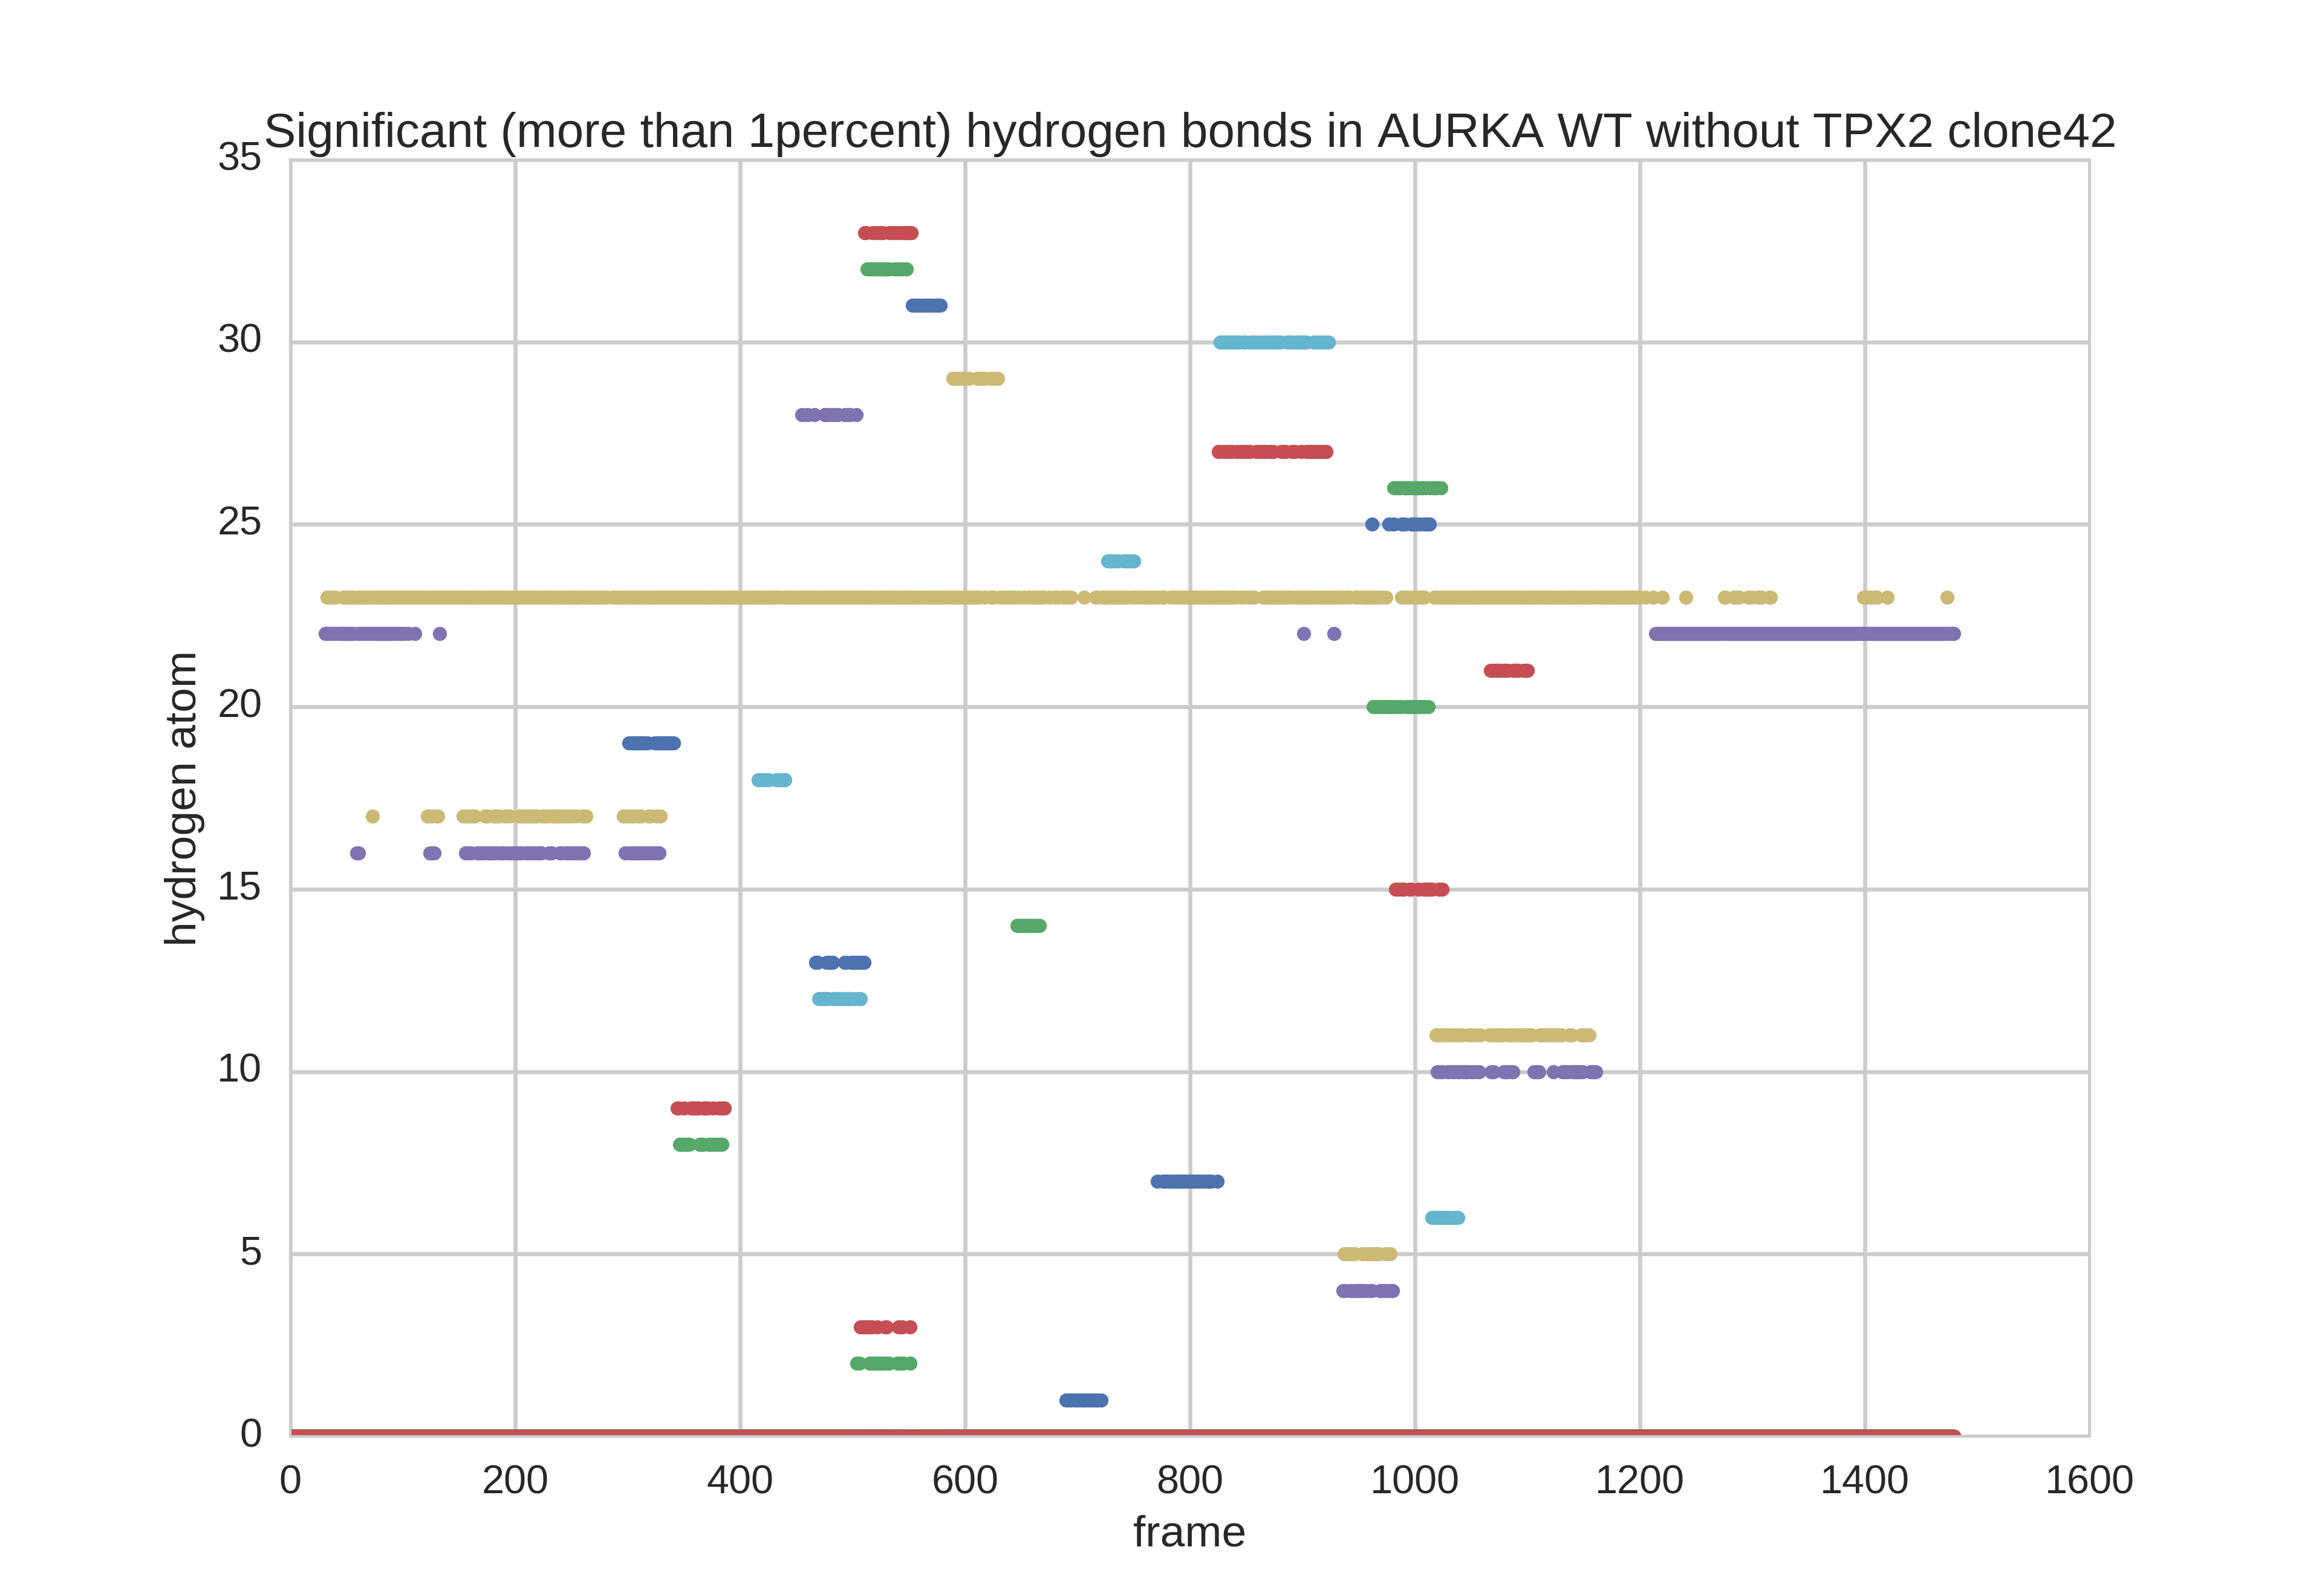 Significant (more than 1percent) hydrogen bonds in AURKA WT without TPX2 clone42
35
30
25
20
15
10
5
0
hydrogen atom
0 200 400 600 800 1000 1200 1400 1600
frame